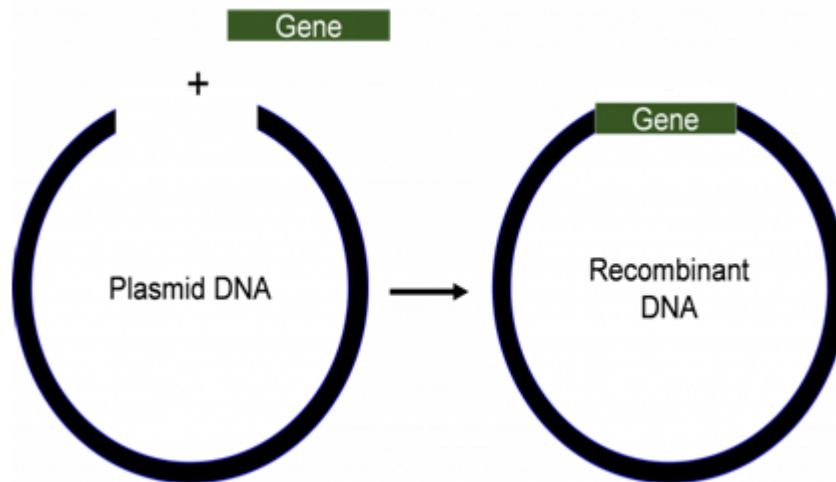 Gene
+
Gene
Plasmid DNA
Recombinant
DNA